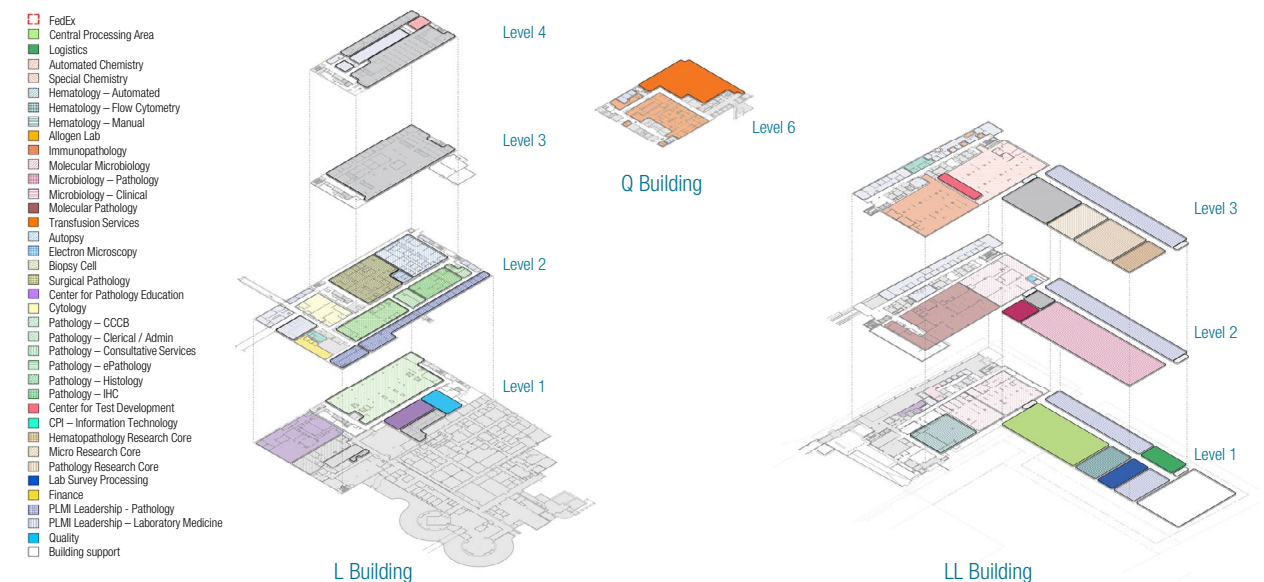 FedEx
Central Processing Area
Logistics
Automated Chemistry
Special Chemistry
Hematology – Automated
Hematology – Flow Cytometry
Hematology – Manual
Allogen Lab
Immunopathology
Molecular Microbiology
Microbiology – Pathology
Microbiology – Clinical
Molecular Pathology
Transfusion Services
Autopsy
Electron Microscopy
Biopsy Cell
Surgical Pathology
Center for Pathology Education
Cytology
Pathology – CCCB
Pathology – Clerical / Admin
Pathology – Consultative Services
Pathology – ePathology
Pathology – Histology
Pathology – IHC
Center for Test Development
CPI – Information Technology
Hematopathology Research Core
Micro Research Core
Pathology Research Core
Lab Survey Processing
Finance
PLMI Leadership - Pathology
PLMI Leadership – Laboratory Medicine
Quality
Building support
Level 4
Level 3
Level 2
Level 1
L Building
Level 6
Q Building
Level 3
Level 2
Level 1
LL Building